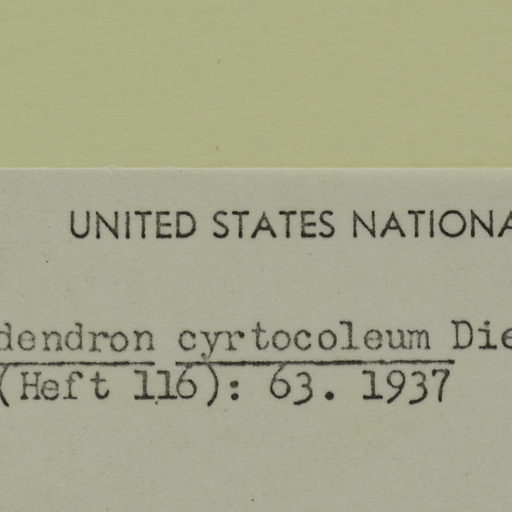 UNITED STATES NATIONA
dendron cyrtocoleum Die
(Heft 116): 63. 1937